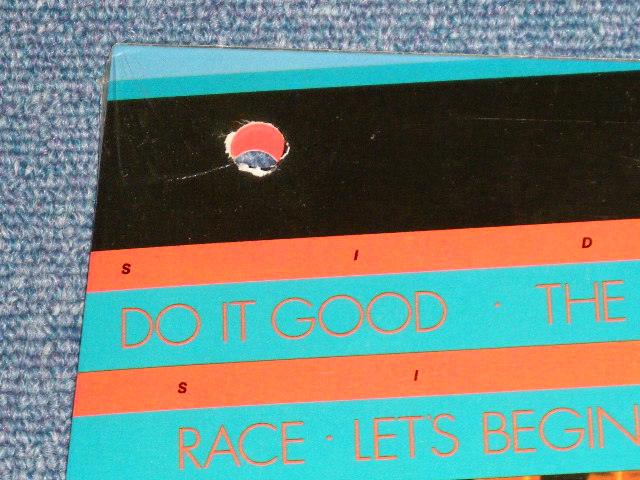 S I D
DO IT GOOD · THE
S I
RACE · LET'S BEGIN